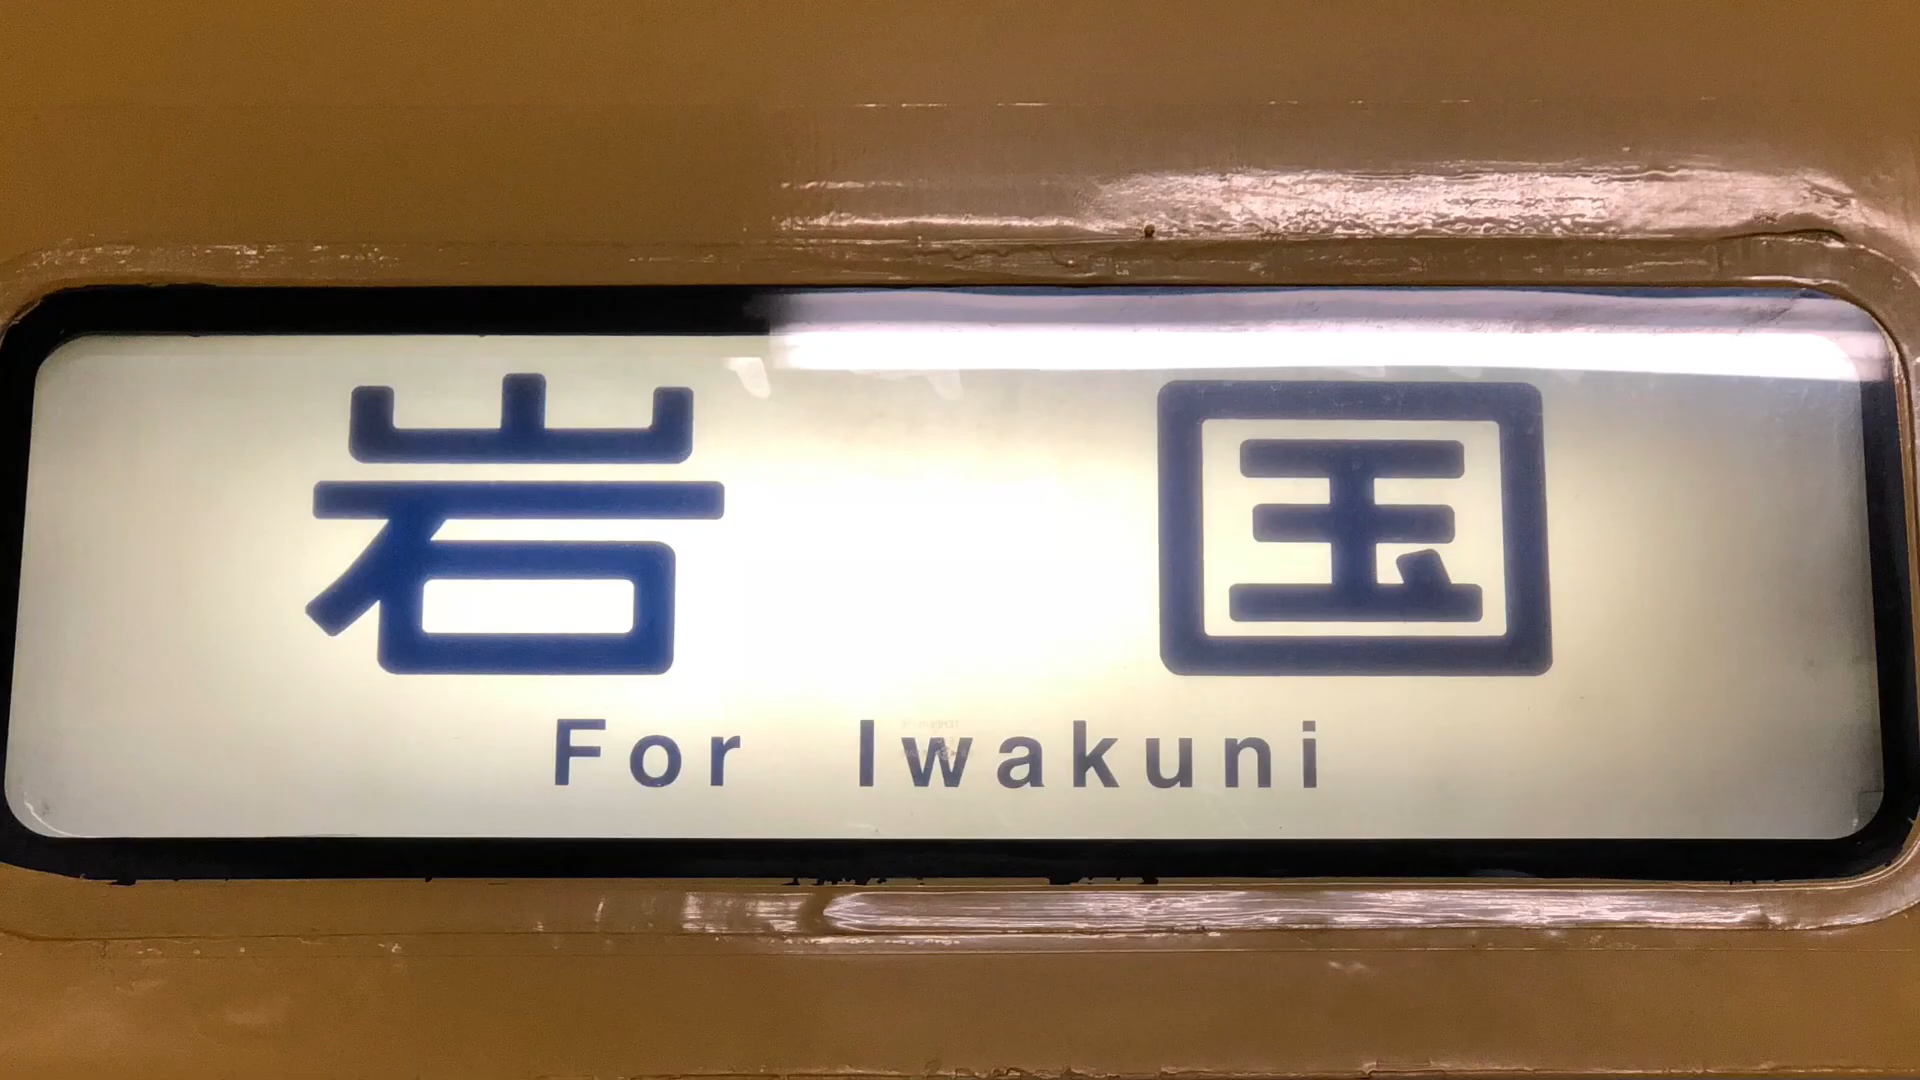 岩国
For Iwakuni